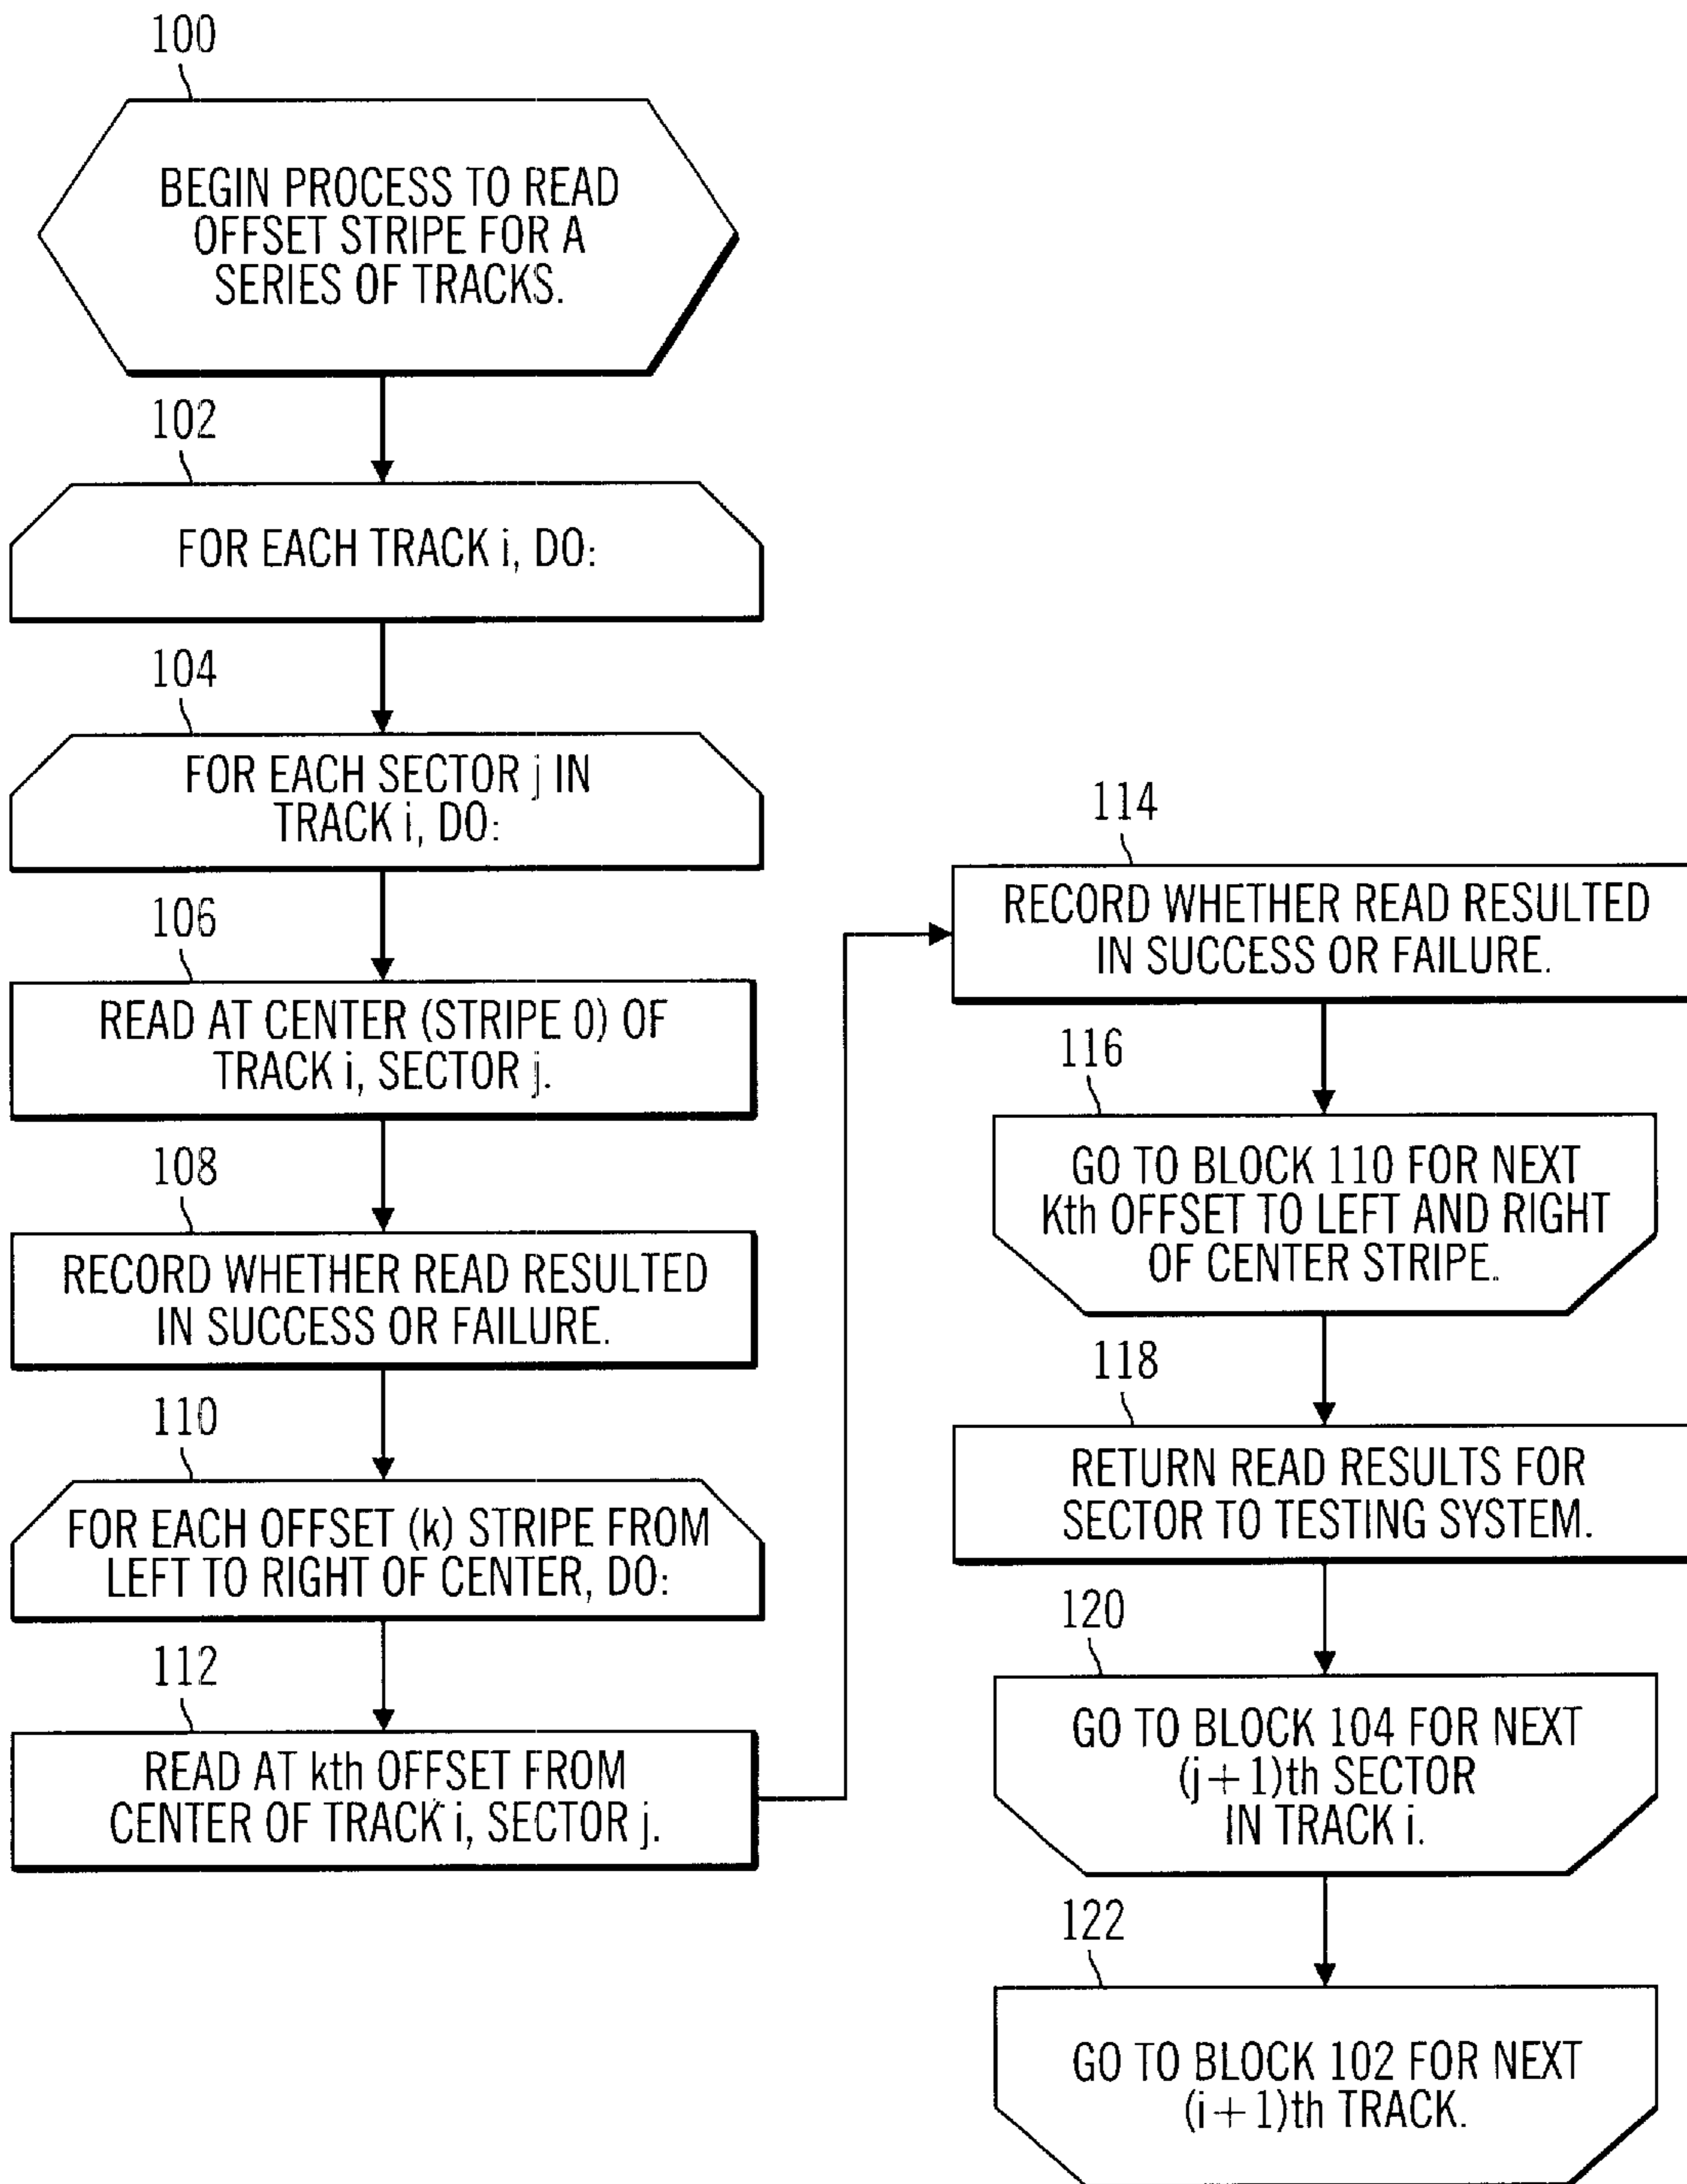 100
BEGIN PROCESS TO READ
OFFSET STRIPE FOR A
SERIES OF TRACKS.
102
FOR EACH TRACK i, DO:
104
FOR EACH SECTOR j IN
TRACK i, DO:
106
READ AT CENTER (STRIPE 0) OF
TRACK i, SECTOR j.
108
RECORD WHETHER READ RESULTED
IN SUCCESS OR FAILURE.
110
FOR EACH OFFSET (k) STRIPE FROM
LEFT TO RIGHT OF CENTER, DO:
112
READ AT kth OFFSET FROM
CENTER OF TRACK i, SECTOR j.
114
RECORD WHETHER READ RESULTED
IN SUCCESS OR FAILURE.
116
GO TO BLOCK 110 FOR NEXT
Kth OFFSET TO LEFT AND RIGHT
OF CENTER STRIPE.
118
RETURN READ RESULTS FOR
SECTOR TO TESTING SYSTEM.
120
GO TO BLOCK 104 FOR NEXT
(j+1)th SECTOR
IN TRACK i.
122
GO TO BLOCK 102 FOR NEXT
(i+1)th TRACK.